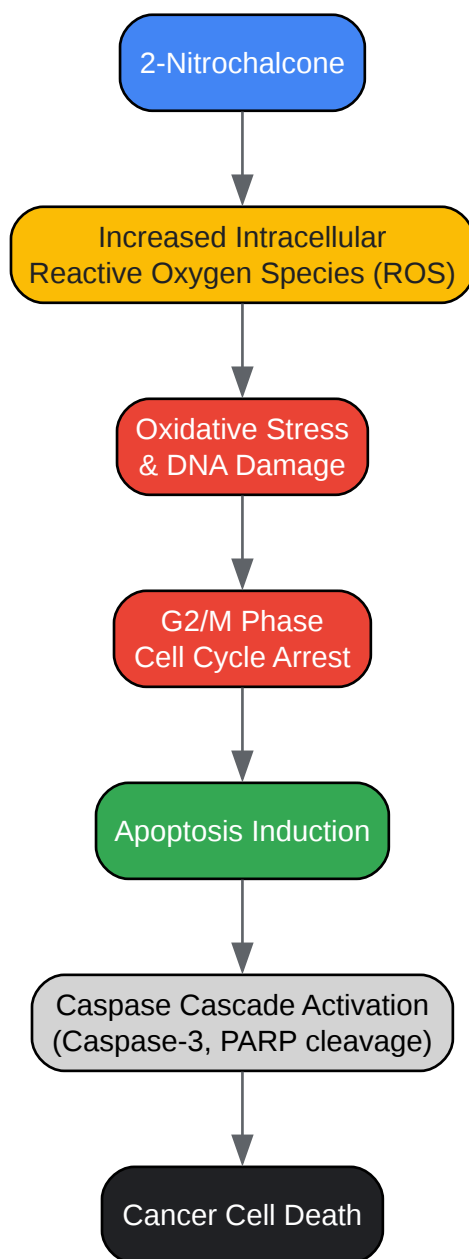 2-Nitrochalcone
Increased Intracellular
Reactive Oxygen Species (ROS)
Oxidative Stress
& DNA Damage
G2/M Phase
Cell Cycle Arrest
Apoptosis Induction
Caspase Cascade Activation
(Caspase-3, PARP cleavage)
Cancer Cell Death